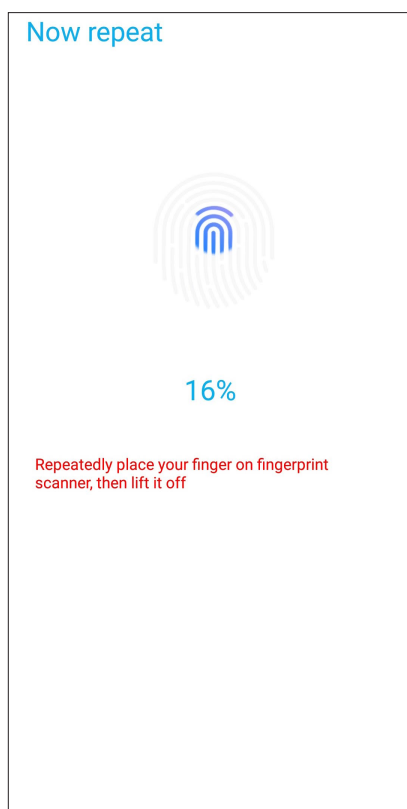 Now repeat
16%
Repeatedly place your finger on fingerprint
scanner, then lift it off